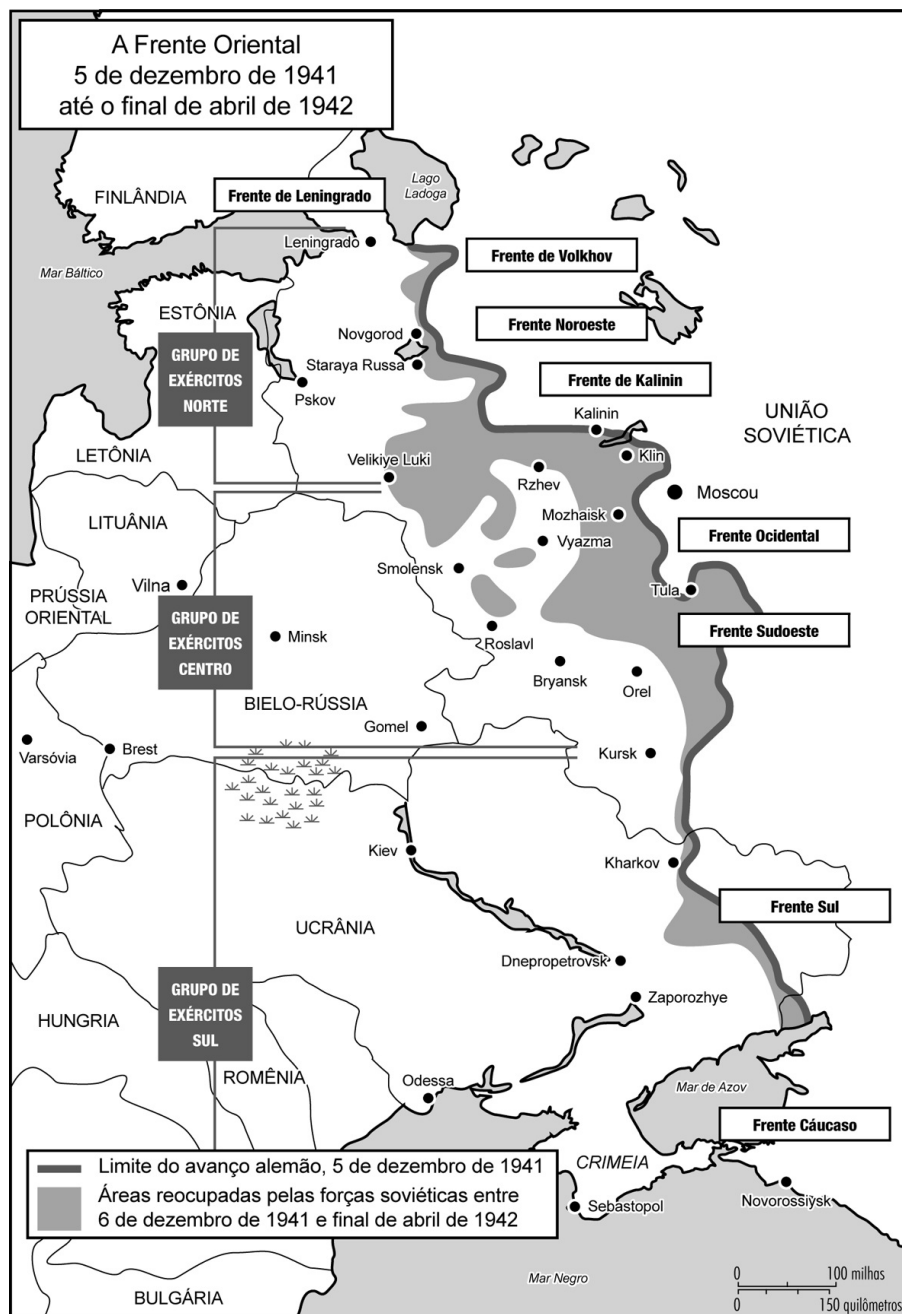 A Frente Oriental
5 de dezembro de 1941
até o final de abril de 1942
FINLÂNDIA
Frente de Leningrado
Lago
Ladoga
Leningrado
Mar Báltico
Frente de Volkhov
ESTÔNIA
Frente Noroeste
Novgorod
GRUPO DE
EXÉRCITOS
NORTE
Staraya Russa
Pskov
Frente de Kalinin
Kalinin
UNIÃO
SOVIÉTICA
LETÔNIA
Klin
Velikiye Luki
Rzhev
Moscou
LITUÂNIA
Mozhaisk
Frente Ocidental
Vyazma
Smolensk
Vilna
Tula
PRÚSSIA
ORIENTAL
GRUPO DE
EXÉRCITOS
CENTRO
Minsk
Roslavl
Frente Sudoeste
Bryansk
Orel
BIELO-RÚSSIA
Gomel
Varsóvia
Brest
Kursk
POLÔNIA
Kiev
Kharkov
UCRÂNIA
Frente Sul
Dnepropetrovsk
GRUPO DE
EXÉRCITOS
SUL
Zaporozhye
HUNGRIA
ROMÊNIA
Odessa
Mar de Azov
Frente Cáucaso
Limite do avanço alemão, 5 de dezembro de 1941
Áreas reocupadas pelas forças soviéticas entre
6 de dezembro de 1941 e final de abril de 1942
CRIMEIA
Sebastopol
Novorossiysk
Mar Negro
BULGÁRIA
0 100 milhas
0 150 quilômetros